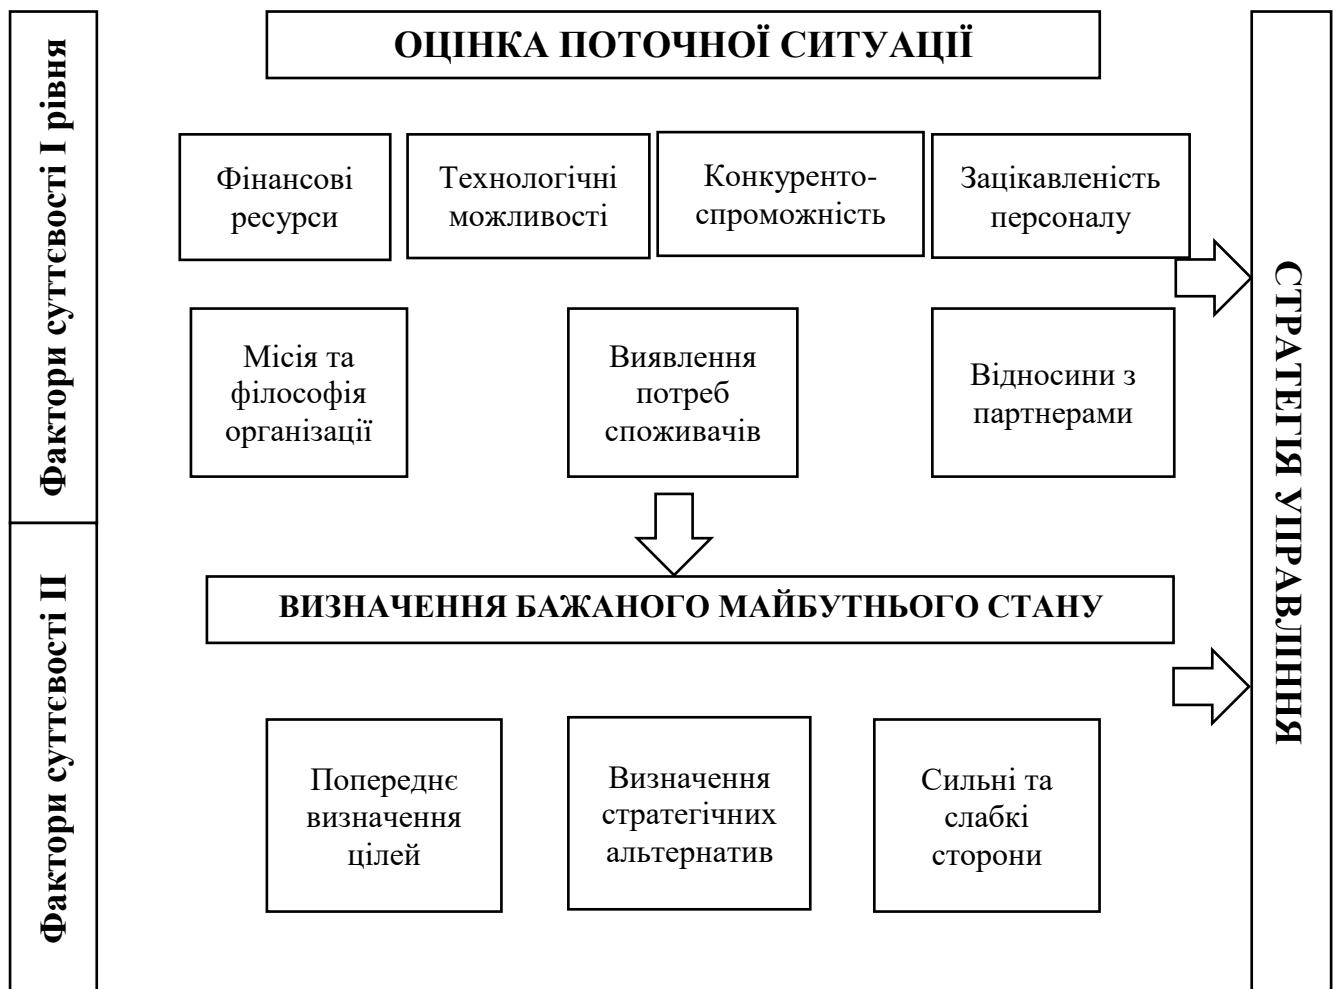 Фактори суттєвості І рівня
ОЦІНКА ПОТОЧНОЇ СИТУАЦІЇ
Фінансові
ресурси
Технологічні
можливості
Конкуренто-
спроможність
Зацікавленість
персоналу
Місія та
філософія
організації
Виявлення
потреб
споживачів
Відносини з
партнерами
Фактори суттєвості ІІ
ВИЗНАЧЕННЯ БАЖАНОГО МАЙБУТНЬОГО СТАНУ
Попереднє
визначення
цілей
Визначення
стратегічних
альтернатив
Сильні та
слабкі
сторони
СТРАТЕГІЯ УПРАВЛІННЯ